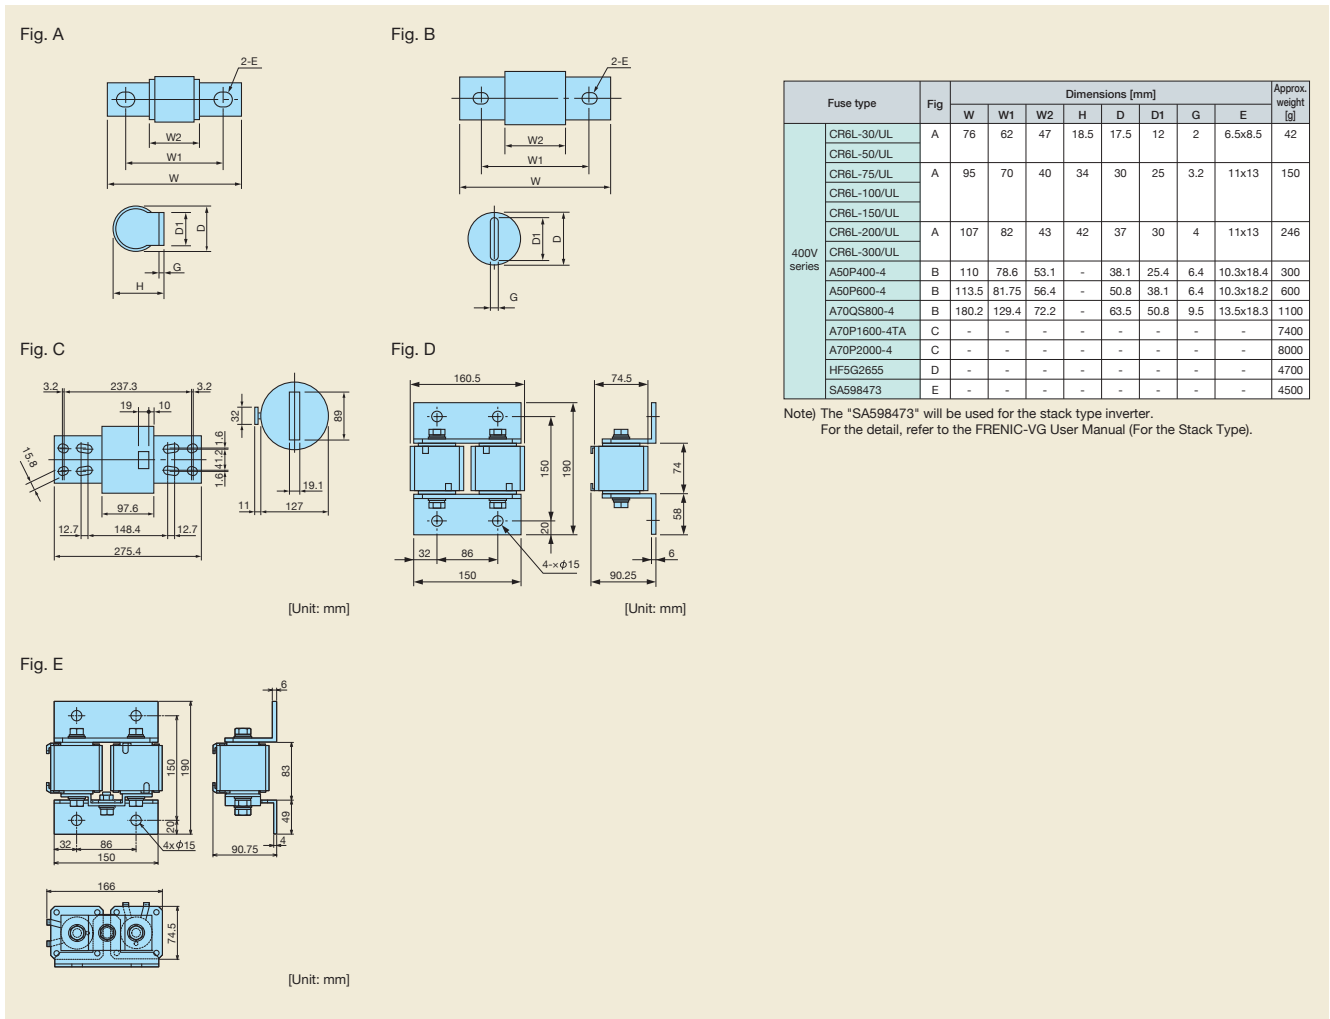 Fig. A
2-E
W2
W1
W
D1
D
G
H
Fig. B
2-E
W2
W1
W
D1
D
G
Fig. C
3.2 237.3 3.2
19 10
32
89
1.6
41.2
1.6
15.8
19.1
97.6
11 127
12.7 148.4 12.7
275.4
[Unit: mm]
Fig. D
160.5 74.5
150
190
74
58
20
32 86
4-×φ15
6
150
90.25
[Unit: mm]
Fig. E
6
150
190
83
49
20
32 86 4xφ15
4
90.75
150
166
74.5
[Unit: mm]
Fuse type Fig Dimensions [mm] Approx. weight [g]
W W1 W2 H D D1 G E
400V series
CR6L-30/UL A 76 62 47 18.5 17.5 12 2 6.5x8.5 42
CR6L-50/UL
CR6L-75/UL A 95 70 40 34 30 25 3.2 11x13 150
CR6L-100/UL
CR6L-150/UL
CR6L-200/UL A 107 82 43 42 37 30 4 11x13 246
CR6L-300/UL
A50P400-4 B 110 78.6 53.1 - 38.1 25.4 6.4 10.3x18.4 300
A50P600-4 B 113.5 81.75 56.4 - 50.8 38.1 6.4 10.3x18.2 600
A70QS800-4 B 180.2 129.4 72.2 - 63.5 50.8 9.5 13.5x18.3 1100
A70P1600-4TA C - - - - - - - - 7400
A70P2000-4 C - - - - - - - - 8000
HF5G2655 D - - - - - - - - 4700
SA598473 E - - - - - - - - 4500
Note) The "SA598473" will be used for the stack type inverter.
For the detail, refer to the FRENIC-VG User Manual (For the Stack Type).